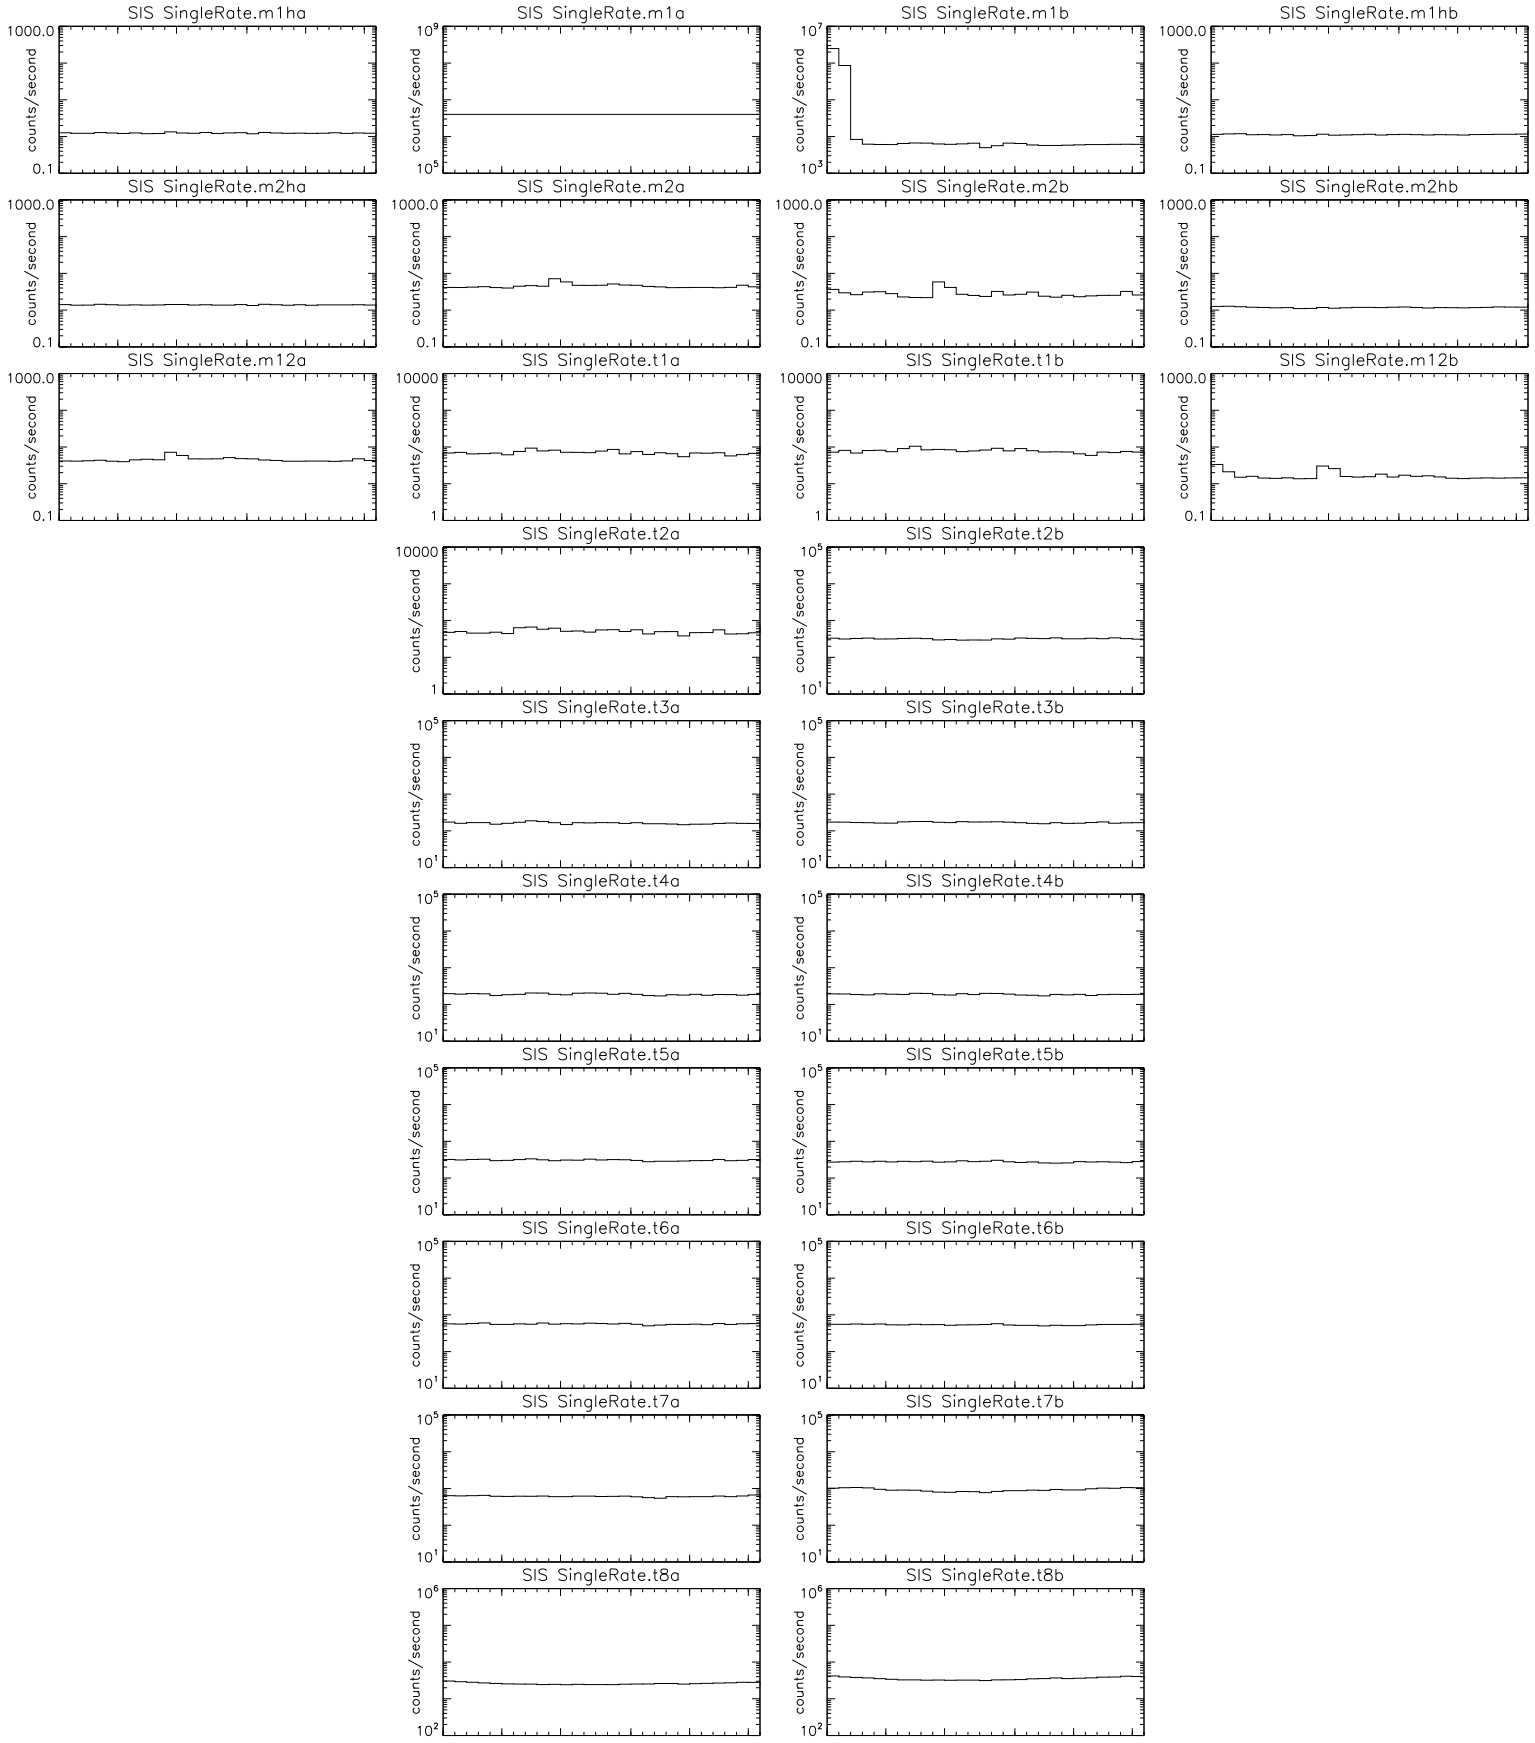 SIS SingleRate.m1ha
1000.0
counts/second
0.1
SIS SingleRate.m1a
10⁹
counts/second
10⁵
SIS SingleRate.m1b
10⁷
counts/second
10³
SIS SingleRate.m1hb
1000.0
counts/second
0.1
SIS SingleRate.m2ha
1000.0
counts/second
0.1
SIS SingleRate.m2a
1000.0
counts/second
0.1
SIS SingleRate.m2b
1000.0
counts/second
0.1
SIS SingleRate.m2hb
1000.0
counts/second
0.1
SIS SingleRate.m12a
1000.0
counts/second
0.1
SIS SingleRate.t1a
10000
counts/second
1
SIS SingleRate.t1b
10000
counts/second
1
SIS SingleRate.m12b
1000.0
counts/second
0.1
SIS SingleRate.t2a
10000
counts/second
1
SIS SingleRate.t2b
10⁵
counts/second
10¹
SIS SingleRate.t3a
10⁵
counts/second
10¹
SIS SingleRate.t3b
10⁵
counts/second
10¹
SIS SingleRate.t4a
10⁵
counts/second
10¹
SIS SingleRate.t4b
10⁵
counts/second
10¹
SIS SingleRate.t5a
10⁵
counts/second
10¹
SIS SingleRate.t5b
10⁵
counts/second
10¹
SIS SingleRate.t6a
10⁵
counts/second
10¹
SIS SingleRate.t6b
10⁵
counts/second
10¹
SIS SingleRate.t7a
10⁵
counts/second
10¹
SIS SingleRate.t7b
10⁵
counts/second
10¹
SIS SingleRate.t8a
10⁶
counts/second
10²
SIS SingleRate.t8b
10⁶
counts/second
10²